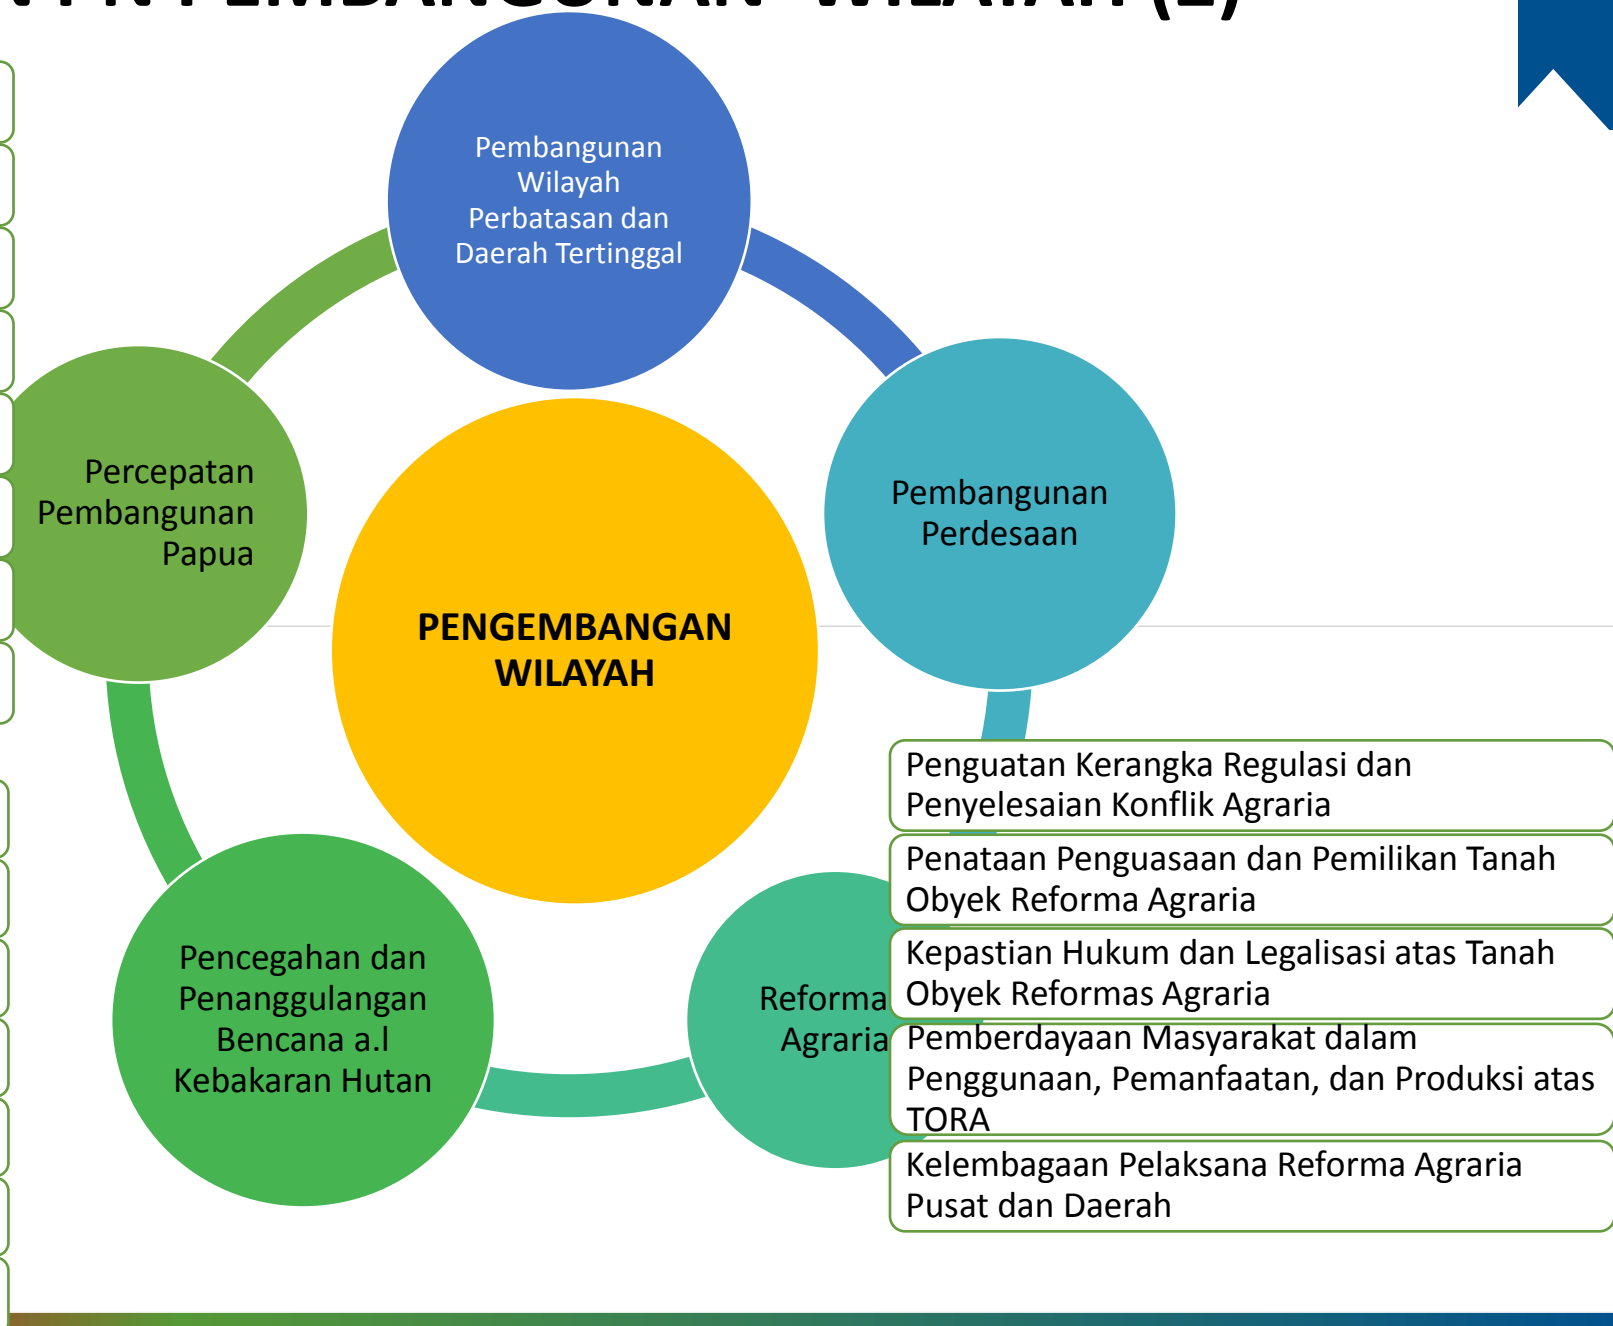 PEMBANGUNAN WILAYAH (2)
Pembangunan
Wilayah
Perbatasan dan
Daerah Tertinggal
Pembangunan
Perdesaan
Percepatan
Pembangunan
Papua
PENGEMBANGAN
WILAYAH
Pencegahan dan
Penanggulangan
Bencana a.l
Kebakaran Hutan
Reforma
Agraria
Penguatan Kerangka Regulasi dan
Penyelesaian Konflik Agraria
Penataan Penguasaan dan Pemilikan Tanah
Obyek Reforma Agraria
Kepastian Hukum dan Legalisasi atas Tanah
Obyek Reformas Agraria
Pemberdayaan Masyarakat dalam
Penggunaan, Pemanfaatan, dan Produksi atas
TORA
Kelembagaan Pelaksana Reforma Agraria
Pusat dan Daerah